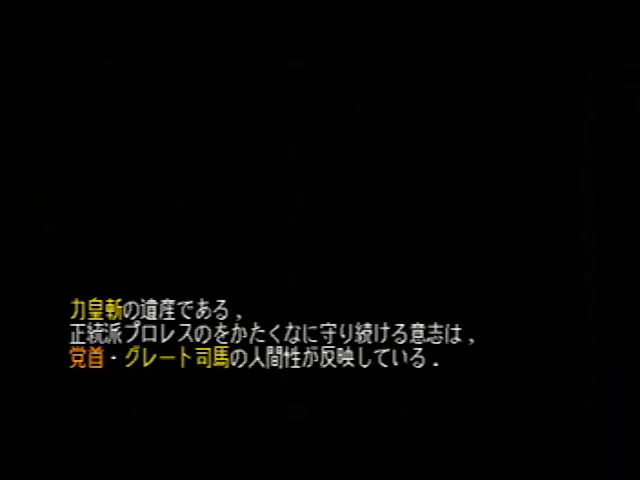 力皇斬の遺産である，
正統派プロレスのをかたくなに守り続ける意志は，
党首・グレート司馬の人間性が反映している．